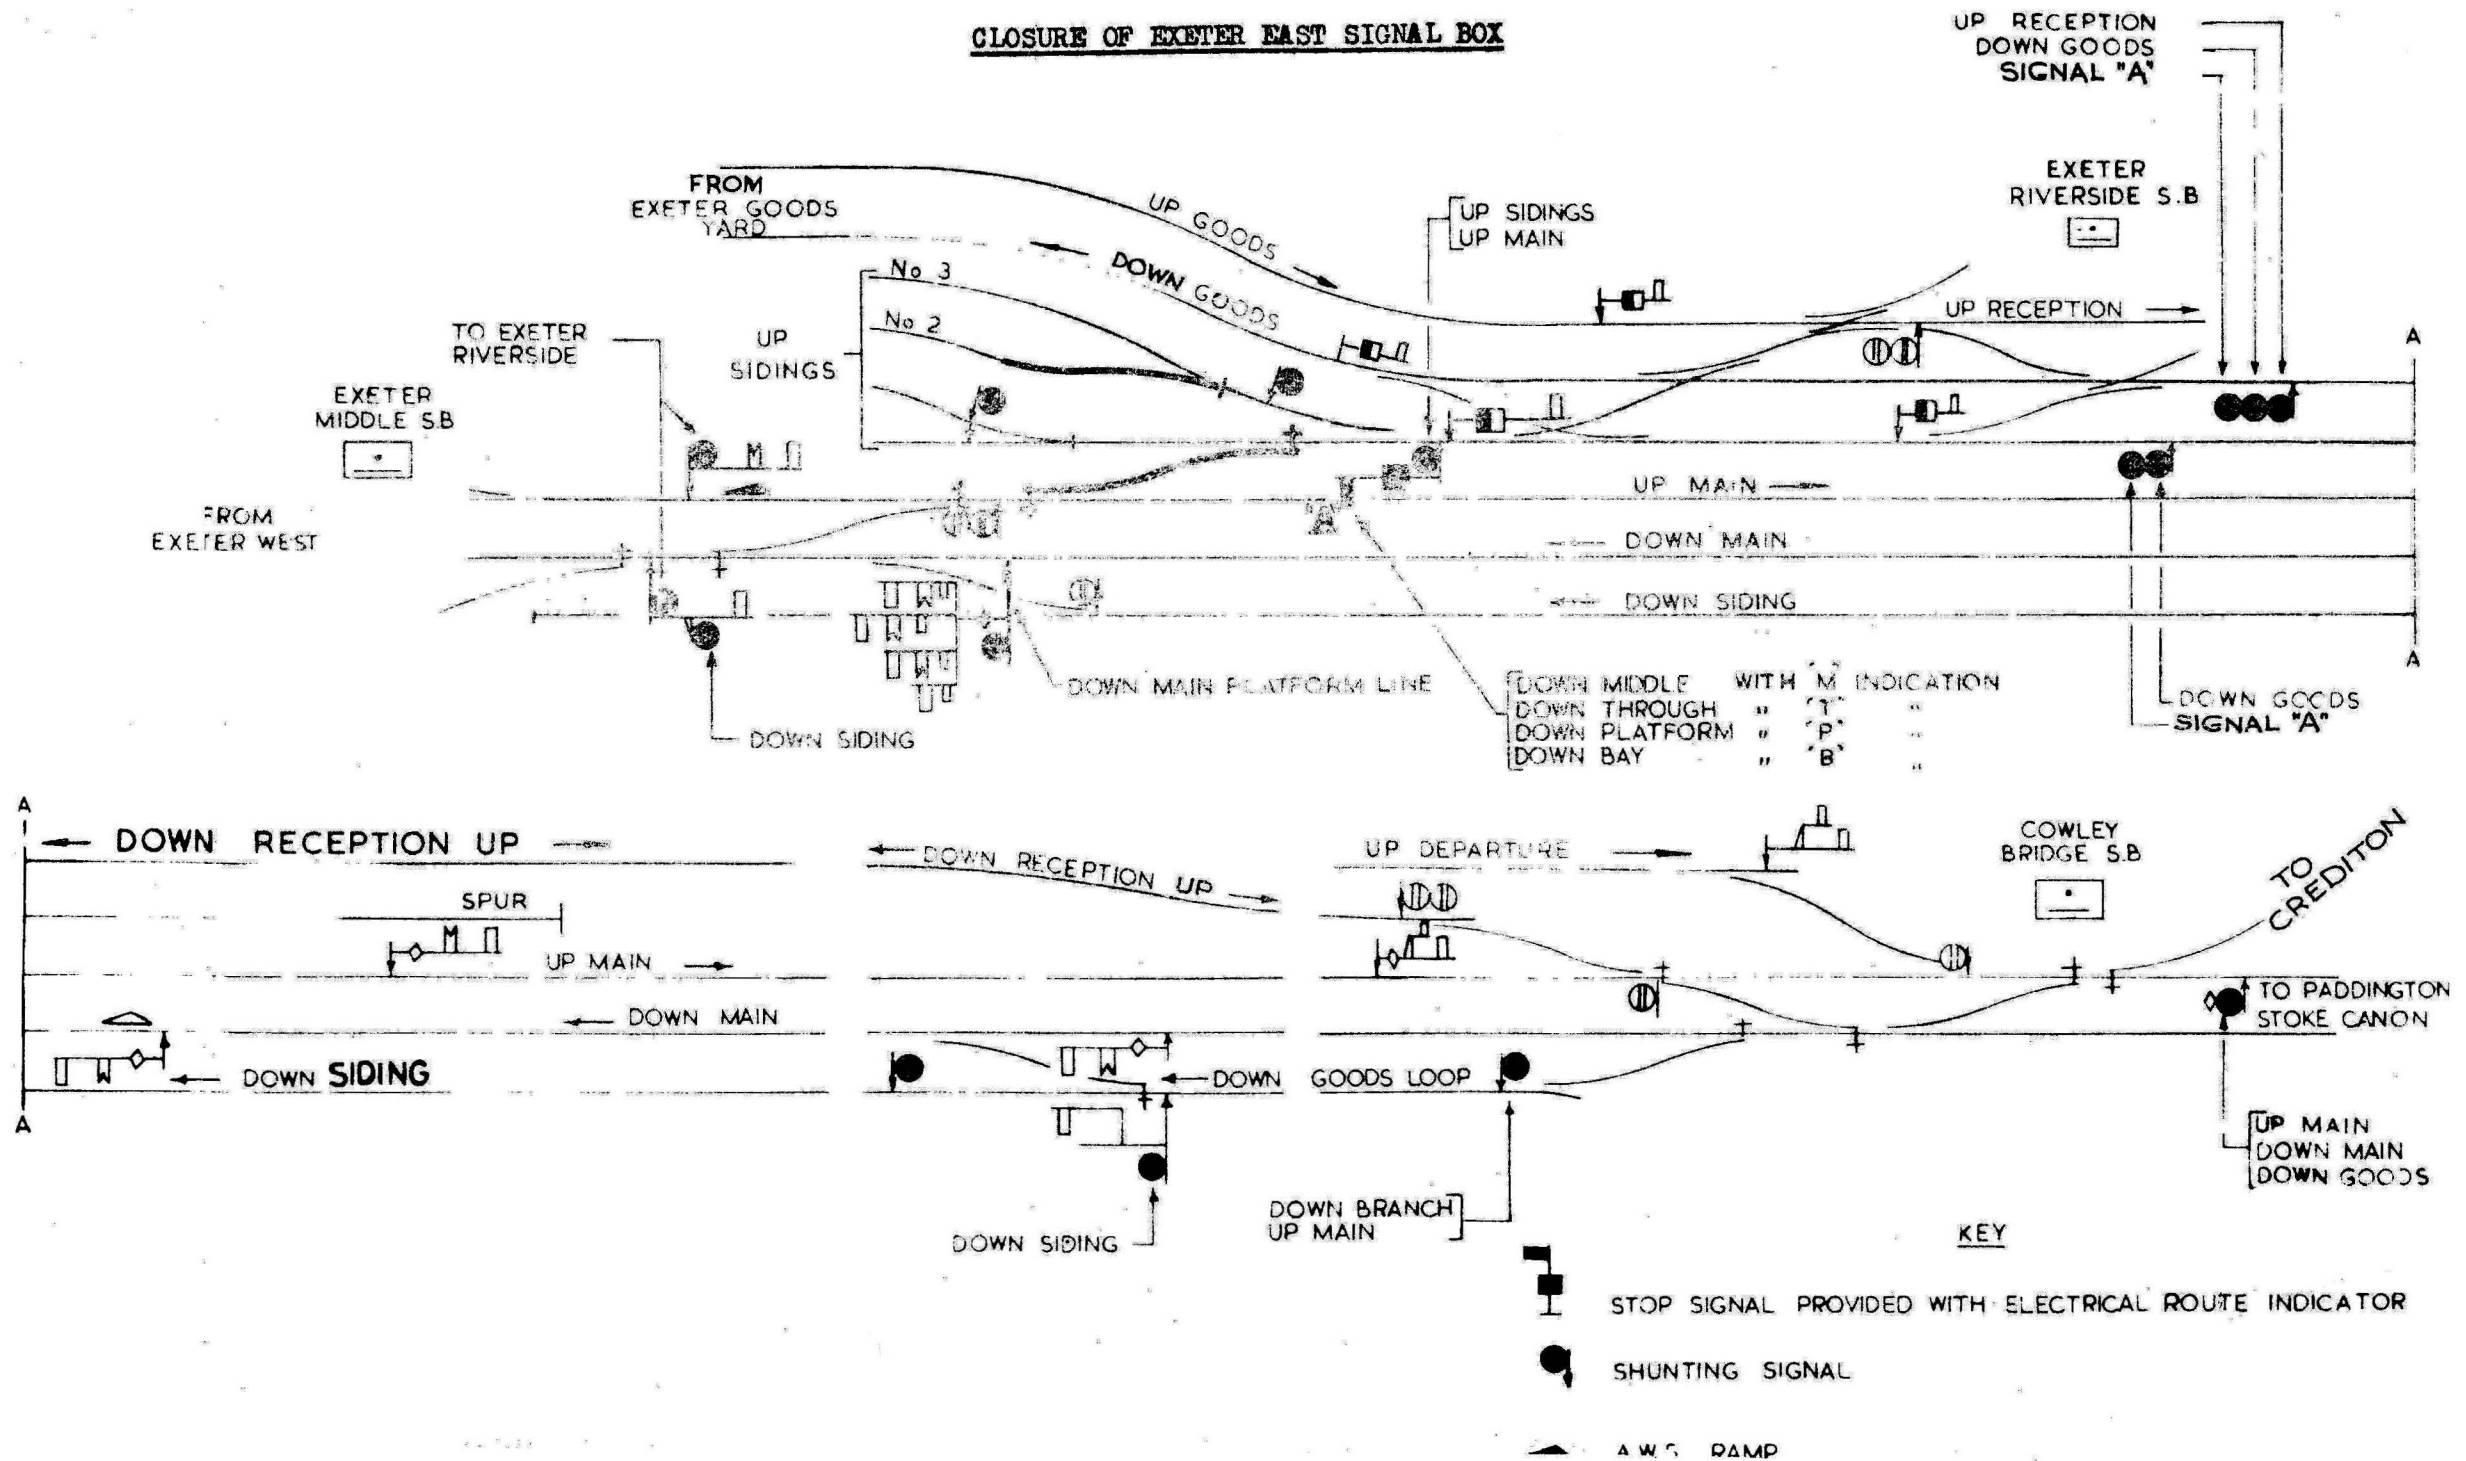 CLOSURE OF EXETER EAST SIGNAL BOX
UP RECEPTION
DOWN GOODS
SIGNAL "A"
EXETER
RIVERSIDE S.B
FROM
EXETER GOODS
YARD
UP GOODS
DOWN GOODS
UP SIDINGS
UP MAIN
No 3
No 2
UP
SIDINGS
TO EXETER
RIVERSIDE
UP RECEPTION
A
EXETER
MIDDLE S.B
M
FROM
EXETER WEST
UP MAIN
"A"
DOWN MAIN
DOWN SIDING
DOWN MAIN PLATFORM LINE
DOWN SIDING
DOWN MIDDLE WITH "M" INDICATION
DOWN THROUGH " "T" "
DOWN PLATFORM " "P" "
DOWN BAY " "B" "
A
DOWN GOODS
SIGNAL "A"
A
DOWN RECEPTION UP
DOWN RECEPTION UP
UP DEPARTURE
COWLEY
BRIDGE S.B
TO
CREDITON
SPUR
M
UP MAIN
DOWN MAIN
TO PADDINGTON
STOKE CANON
DOWN SIDING
DOWN GOODS LOOP
A
UP MAIN
DOWN MAIN
DOWN GOODS
DOWN BRANCH
UP MAIN
DOWN SIDING
KEY
STOP SIGNAL PROVIDED WITH ELECTRICAL ROUTE INDICATOR
SHUNTING SIGNAL
A.W.S RAMP